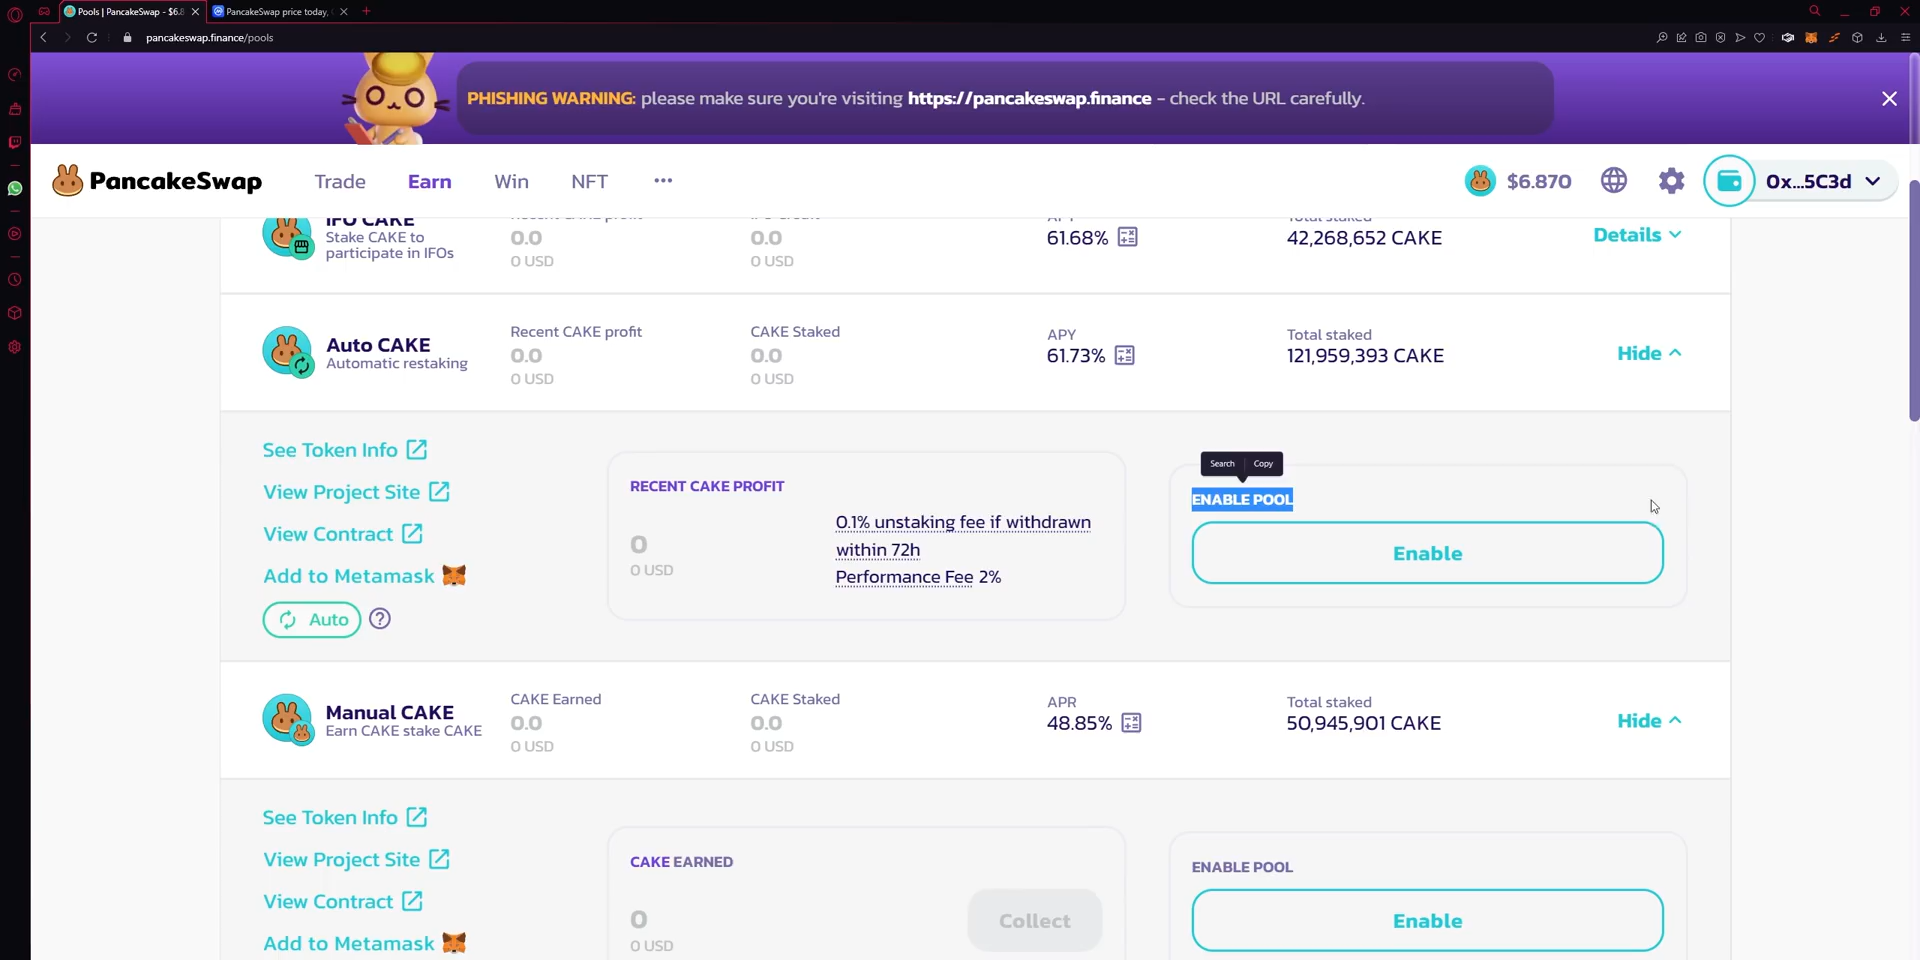 Pools | PancakeSwap - $6.8
PancakeSwap price today,
pancakeswap.finance/pools
PHISHING WARNING: please make sure you're visiting https://pancakeswap.finance - check the URL carefully.
PancakeSwap
Trade
Earn
Win
NFT
$6.870
0x...5C3d
IFO CAKE
Stake CAKE to
participate in IFOs
Recent CAKE profit
0.0
0 USD
IFO Credit
0.0
0 USD
APY
61.68%
Total staked
42,268,652 CAKE
Details
Auto CAKE
Automatic restaking
Recent CAKE profit
0.0
0 USD
CAKE Staked
0.0
0 USD
APY
61.73%
Total staked
121,959,393 CAKE
Hide
See Token Info
View Project Site
View Contract
Add to Metamask
Auto
RECENT CAKE PROFIT
0
0 USD
0.1% unstaking fee if withdrawn
within 72h
Performance Fee 2%
Search
Copy
ENABLE POOL
Enable
Manual CAKE
Earn CAKE stake CAKE
CAKE Earned
0.0
0 USD
CAKE Staked
0.0
0 USD
APR
48.85%
Total staked
50,945,901 CAKE
Hide
See Token Info
View Project Site
View Contract
Add to Metamask
CAKE EARNED
0
0 USD
Collect
ENABLE POOL
Enable